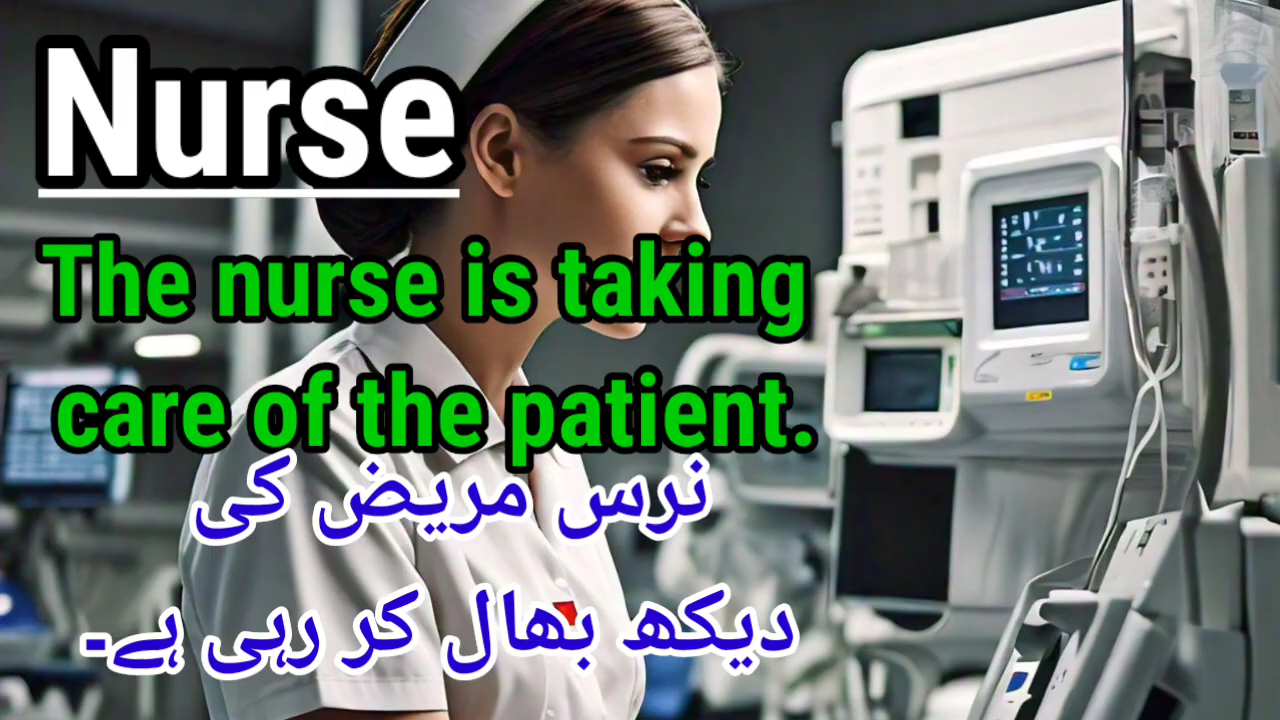 Nurse
The nurse is taking
care of the patient.
نرس مریض کی
دیکھ بھال کر رہی ہے۔